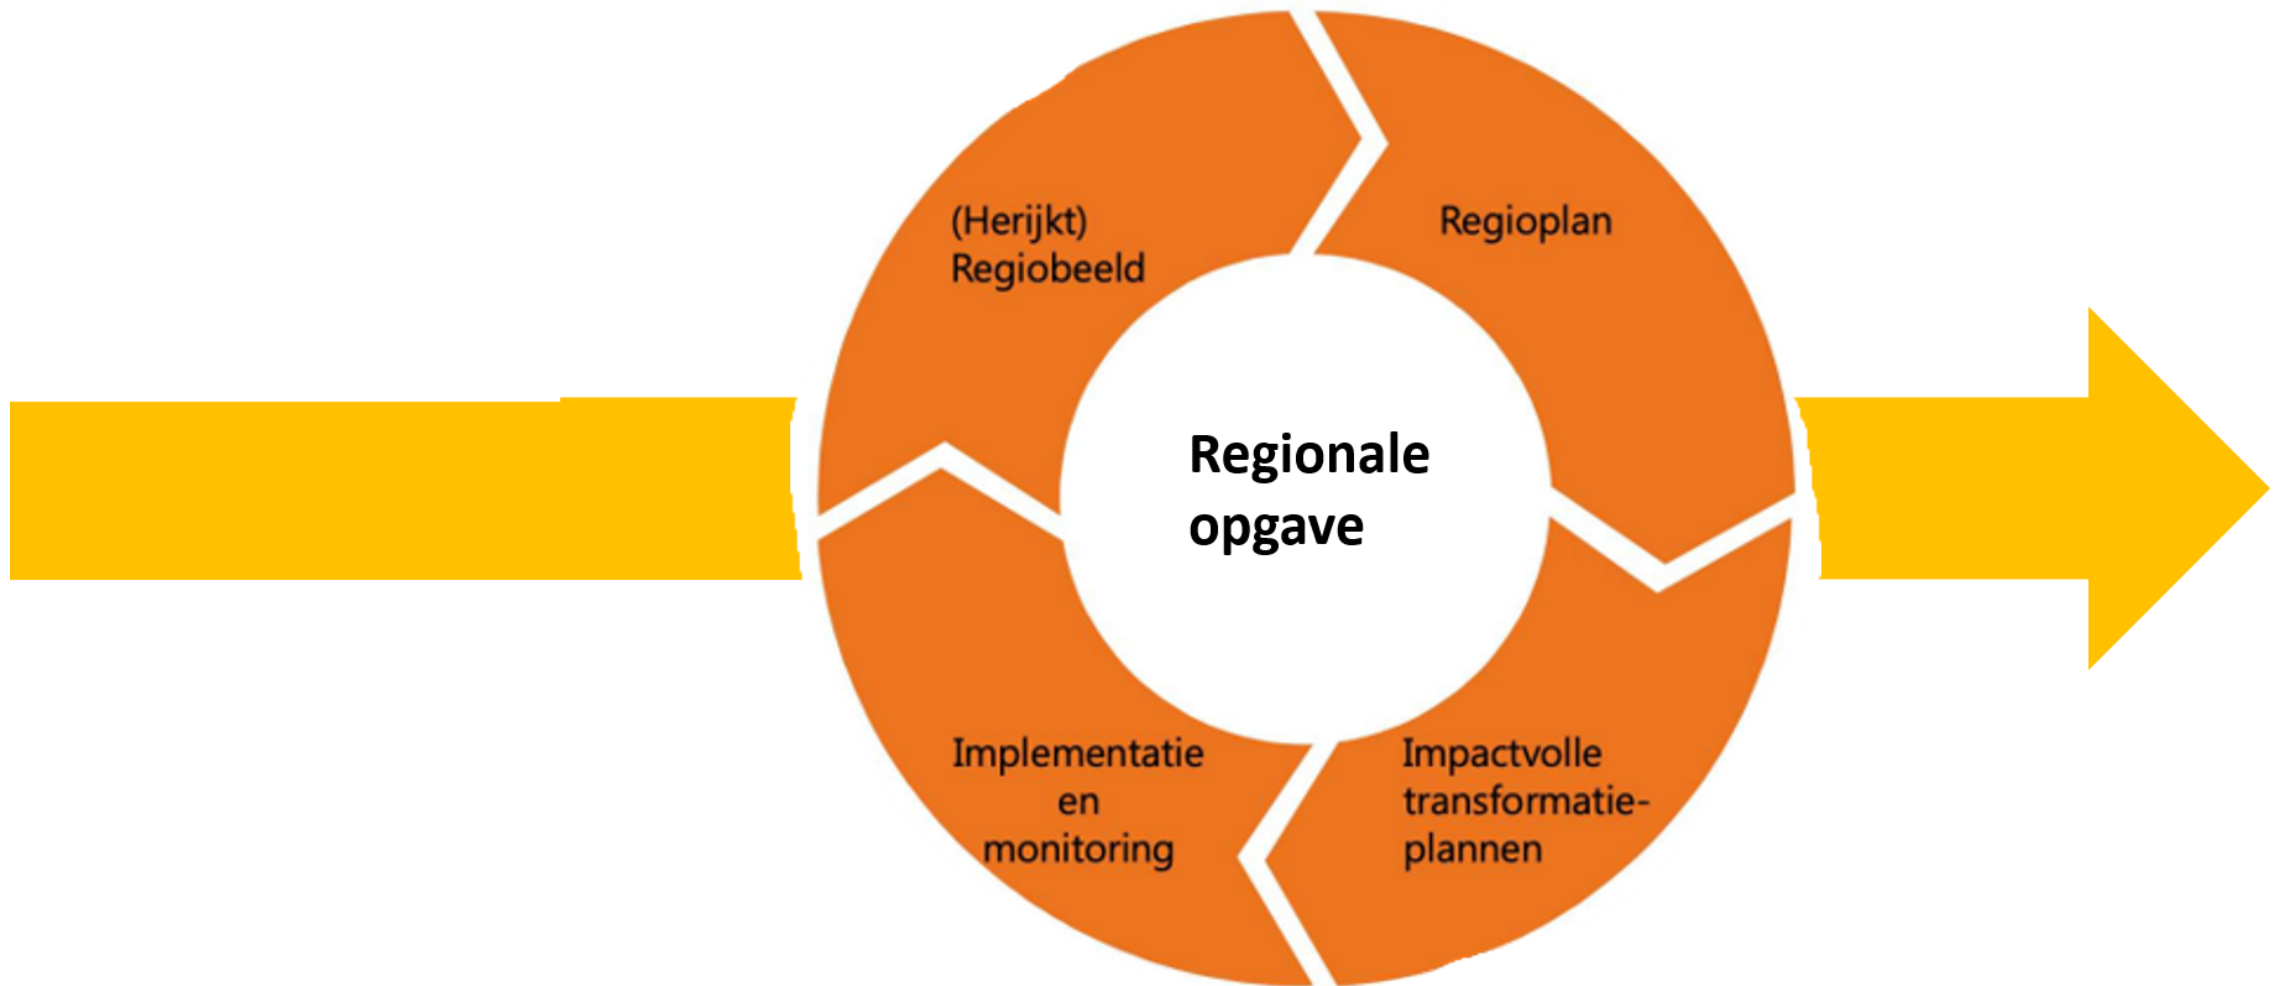 (Herijkt)
Regiobeeld
Regioplan
Regionale
opgave
Implementatie
en
monitoring
Impactvolle
transformatie-
plannen